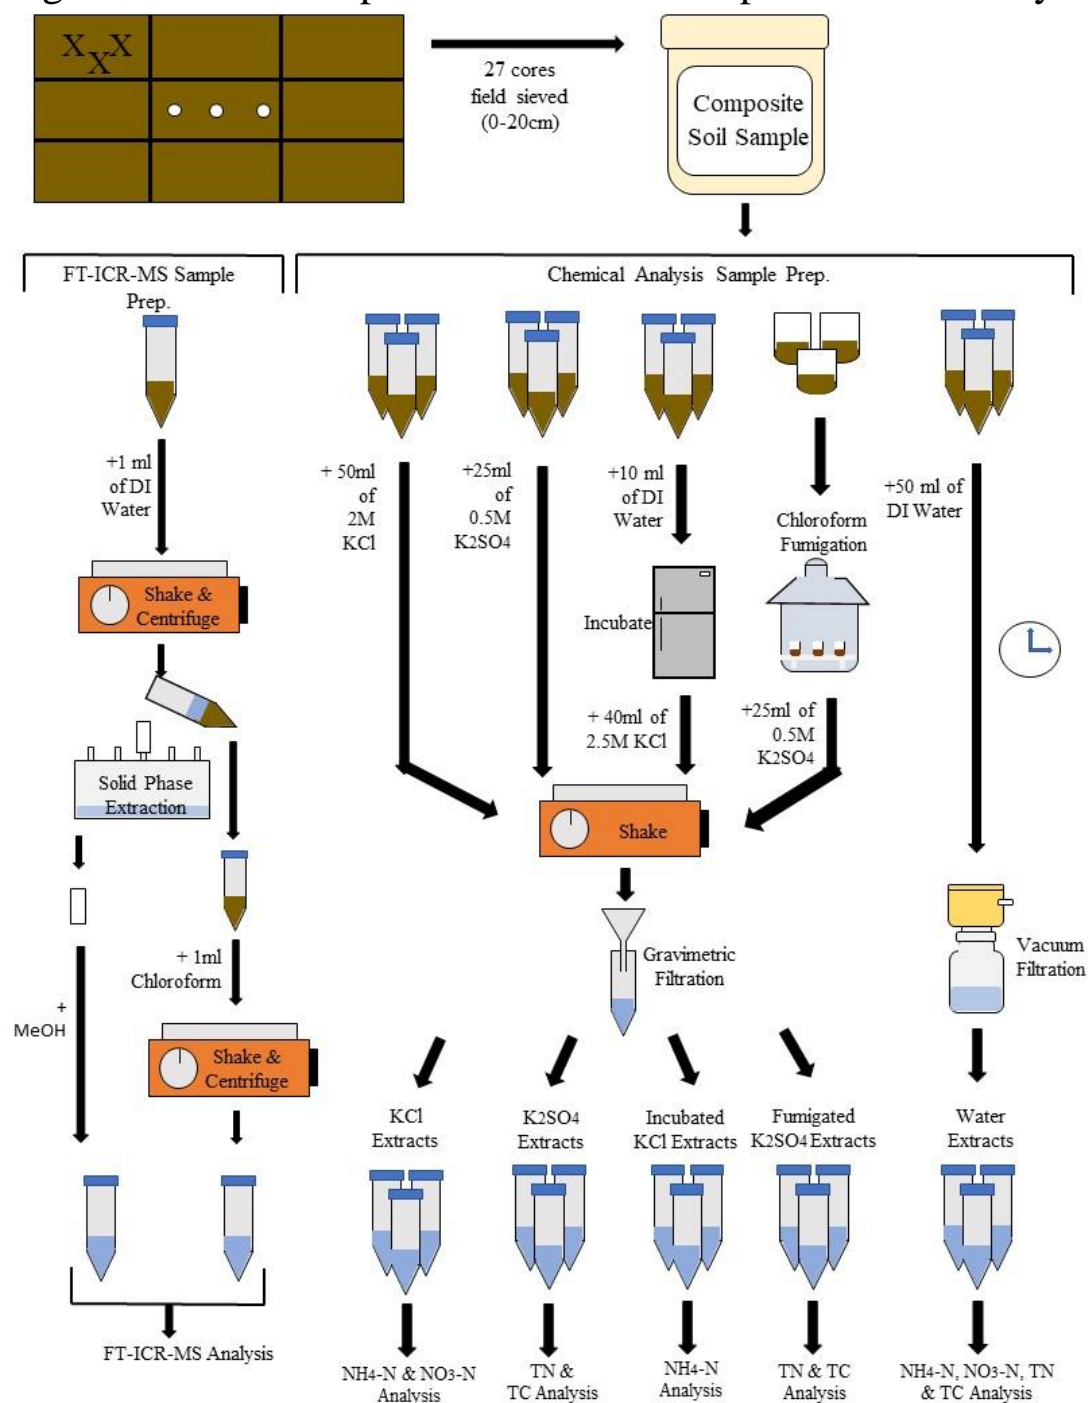 X X X
27 cores
field sieved
(0-20cm)
Composite
Soil Sample
FT-ICR-MS Sample
Prep.
Chemical Analysis Sample Prep.
+1 ml
of DI
Water
Shake &
Centrifuge
Solid Phase
Extraction
+ 1ml
Chloroform
+
MeOH
Shake &
Centrifuge
FT-ICR-MS Analysis
+ 50ml
of
2M
KCl
+25ml
of
0.5M
K2SO4
+10 ml
of DI
Water
Incubate
+ 40ml of
2.5M KCl
Chloroform
Fumigation
+25ml of
0.5M
K2SO4
+50 ml of
DI Water
Shake
Gravimetric
Filtration
Vacuum
Filtration
KCl
Extracts
K2SO4
Extracts
Incubated
KCl Extracts
Fumigated
K2SO4 Extracts
Water
Extracts
NH4-N & NO3-N
Analysis
TN &
TC Analysis
NH4-N
Analysis
TN & TC
Analysis
NH4-N, NO3-N, TN
& TC Analysis